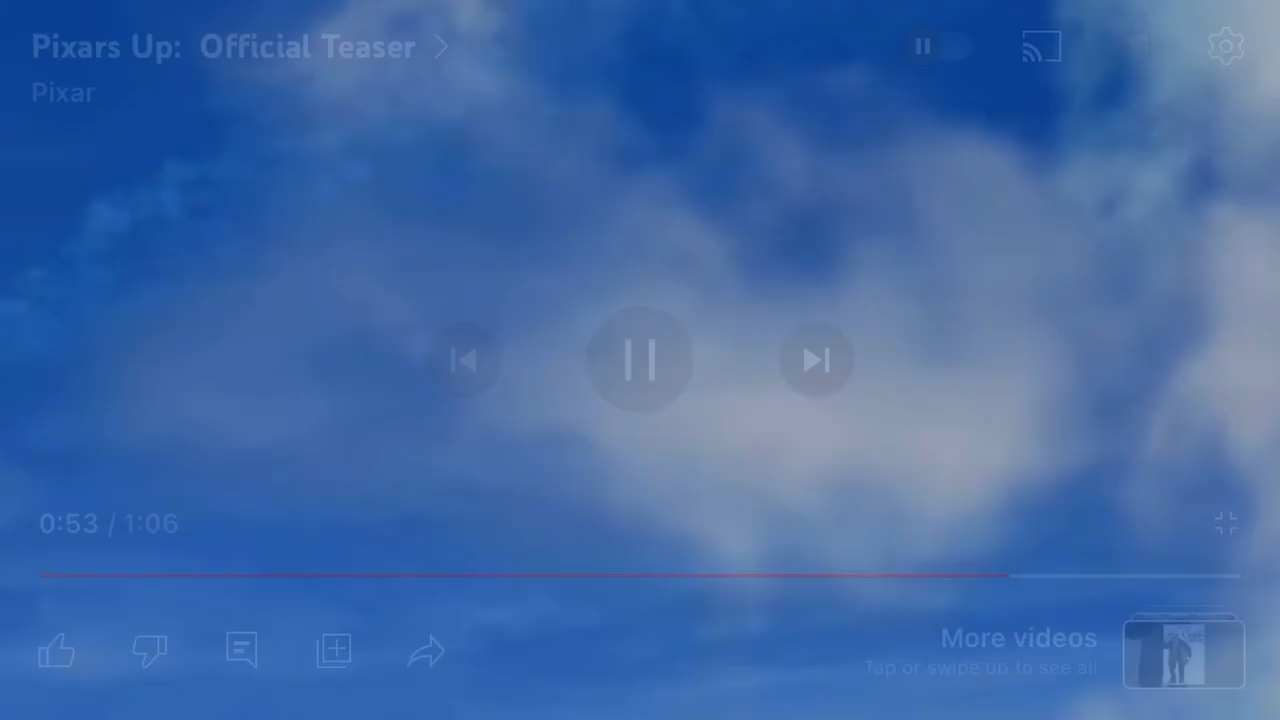 Pixars Up: Official Teaser
Pixar
0:53 / 1:06
More videos
Tap or swipe up to see all